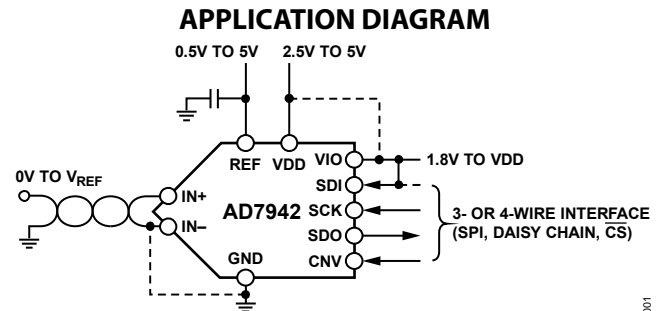 APPLICATION DIAGRAM
0.5V TO 5V 2.5V TO 5V
REF VDD VIO 1.8V TO VDD
0V TO VREF
SDI
IN+
AD7942 SCK
3- OR 4-WIRE INTERFACE
(SPI, DAISY CHAIN, C̅S̅)
IN–
SDO
GND
CNV
001